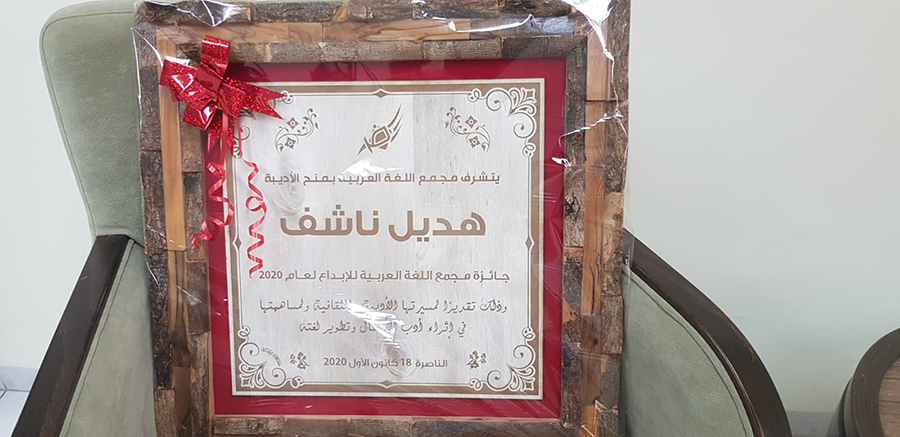 يتشرف مجمع اللغة العربية بمنح الأديبة
هديل ناشف
جائزة مجمع اللغة العربية للإبداع لعام 2020
وذلك تقديرًا لمسيرتها الأدبية والثقافية ولمساهمتها
في إثراء أدب الأطفال وتطوير لغته
الناصرة 18 كانون الأول 2020